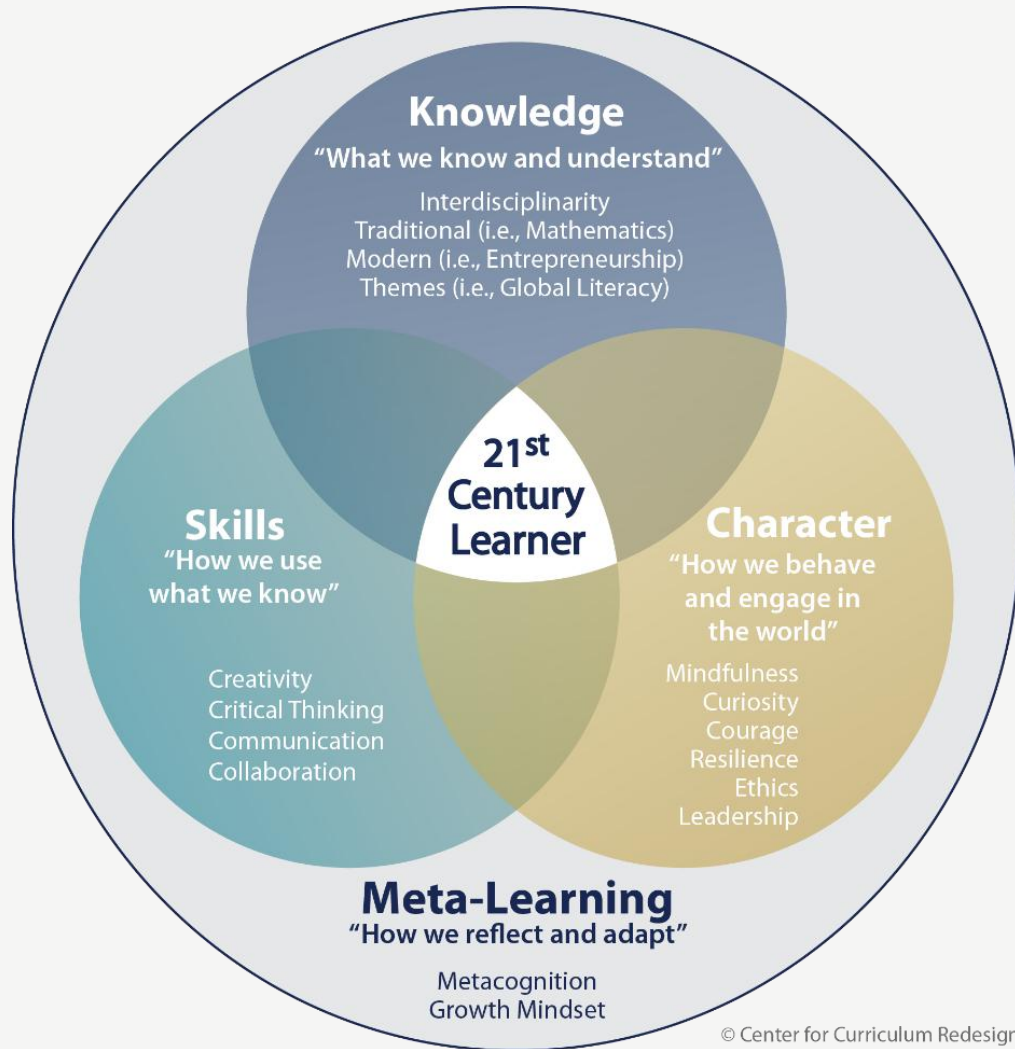 Knowledge
“What we know and understand”
Interdisciplinarity
Traditional (i.e., Mathematics)
Modern (i.e., Entrepreneurship)
Themes (i.e., Global Literacy)
21st
Century
Learner
Skills
“How we use
what we know”
Creativity
Critical Thinking
Communication
Collaboration
Character
“How we behave
and engage in
the world”
Mindfulness
Curiosity
Courage
Resilience
Ethics
Leadership
Meta-Learning
“How we reflect and adapt”
Metacognition
Growth Mindset
© Center for Curriculum Redesign